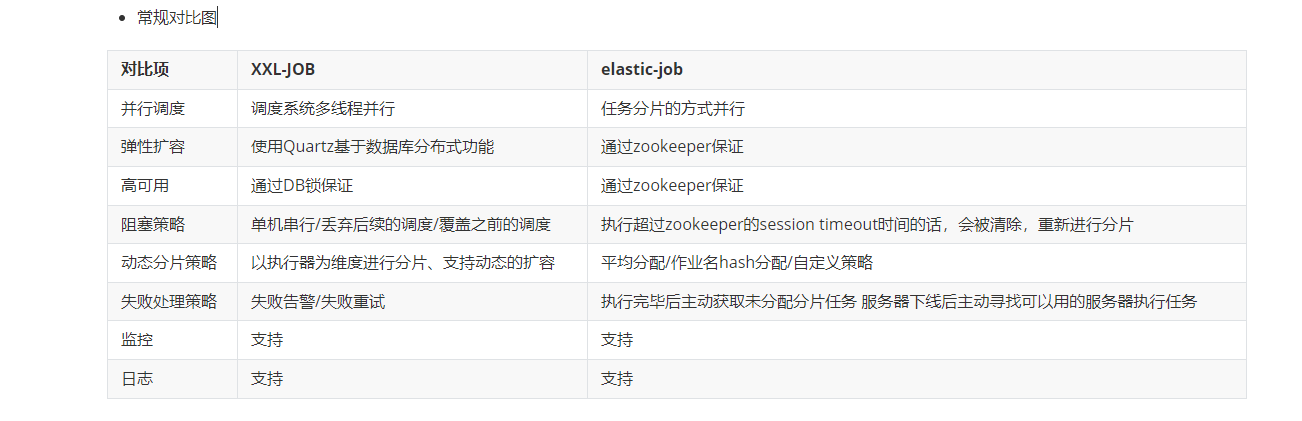 常规对比图
对比项 XXL-JOB elastic-job
并行调度 调度系统多线程并行 任务分片的方式并行
弹性扩容 使用Quartz基于数据库分布式功能 通过zookeeper保证
高可用 通过DB锁保证 通过zookeeper保证
阻塞策略 单机串行/丢弃后续的调度/覆盖之前的调度 执行超过zookeeper的session timeout时间的话，会被清除，重新进行分片
动态分片策略 以执行器为维度进行分片、支持动态的扩容 平均分配/作业名hash分配/自定义策略
失败处理策略 失败告警/失败重试 执行完毕后主动获取未分配分片任务 服务器下线后主动寻找可以用的服务器执行任务
监控 支持 支持
日志 支持 支持